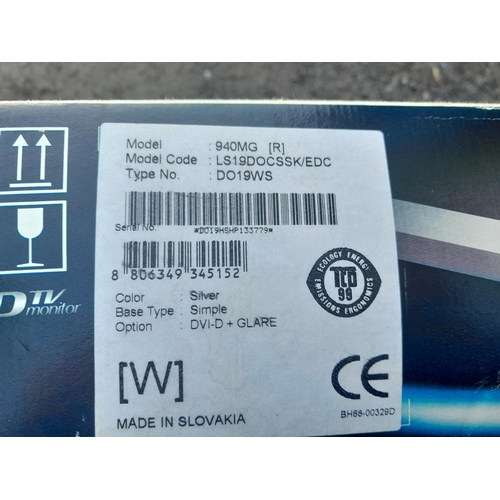 Model : 940MG [R]
Model Code : LS19DOCSSK/EDC
Type No. : DO19WS
Serial No.
*DO19HSHP133779*
8 806349 345152
Color : Silver
Base Type : Simple
Option : DVI-D + GLARE
ECOLOGY ENERGY
TCO
99
EMISSIONS ERGONOMICS
[W]
CE
MADE IN SLOVAKIA
BH68-00329D
D TV
monitor